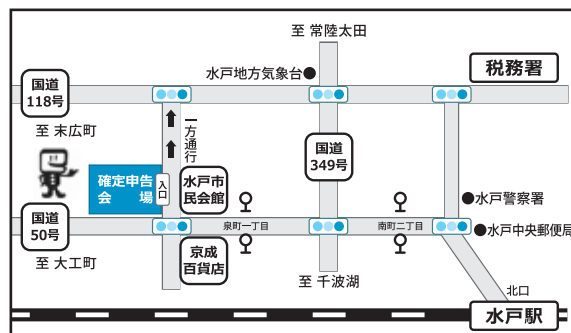 至 常陸太田
水戸地方気象台
税務署
国道
118号
至 末広町
一方通行
国道
349号
確定申告
会場
入口
水戸市
民会館
水戸警察署
国道
50号
泉町一丁目
南町二丁目
水戸中央郵便局
至 大工町
京成
百貨店
至 千波湖
北口
水戸駅